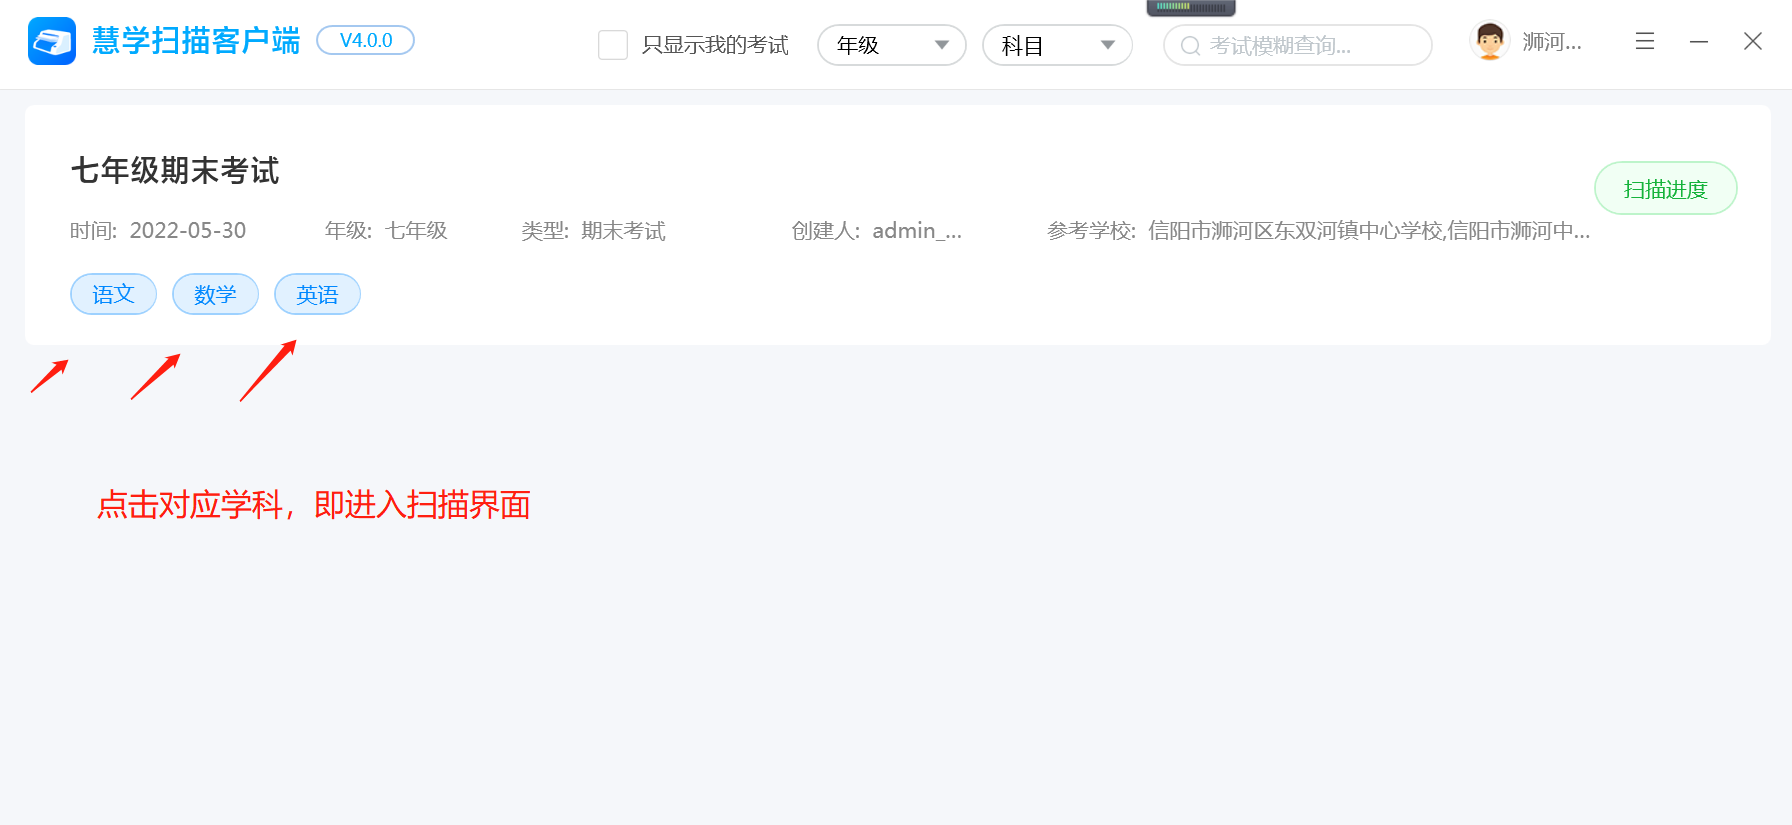 慧学扫描客户端 V4.0.0 只显示我的考试 年级 科目 考试模糊查询... 浉河...
七年级期末考试
扫描进度
时间: 2022-05-30 年级: 七年级 类型: 期末考试 创建人: admin_... 参考学校: 信阳市浉河区东双河镇中心学校,信阳市浉河中...
语文 数学 英语
点击对应学科，即进入扫描界面